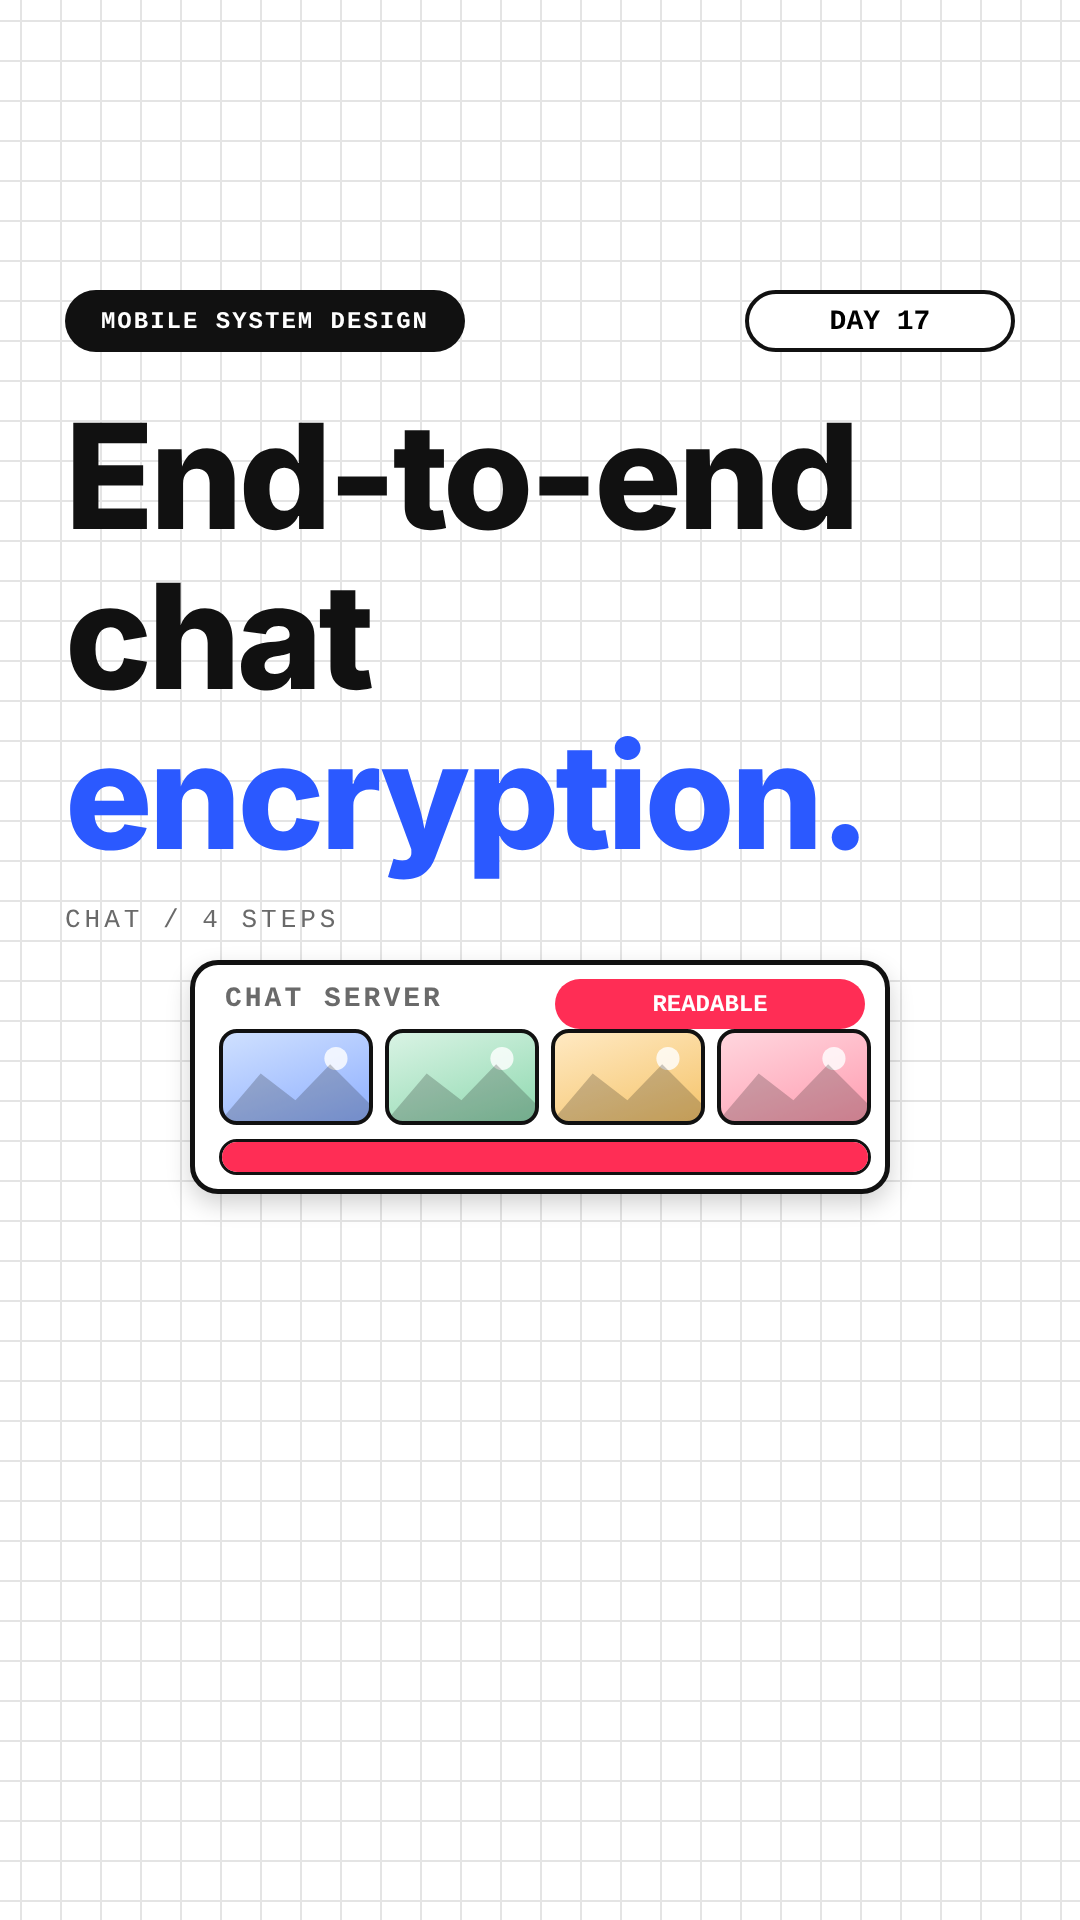 MOBILE SYSTEM DESIGN
DAY 17
End-to-end
chat
encryption.
CHAT / 4 STEPS
CHAT SERVER
READABLE